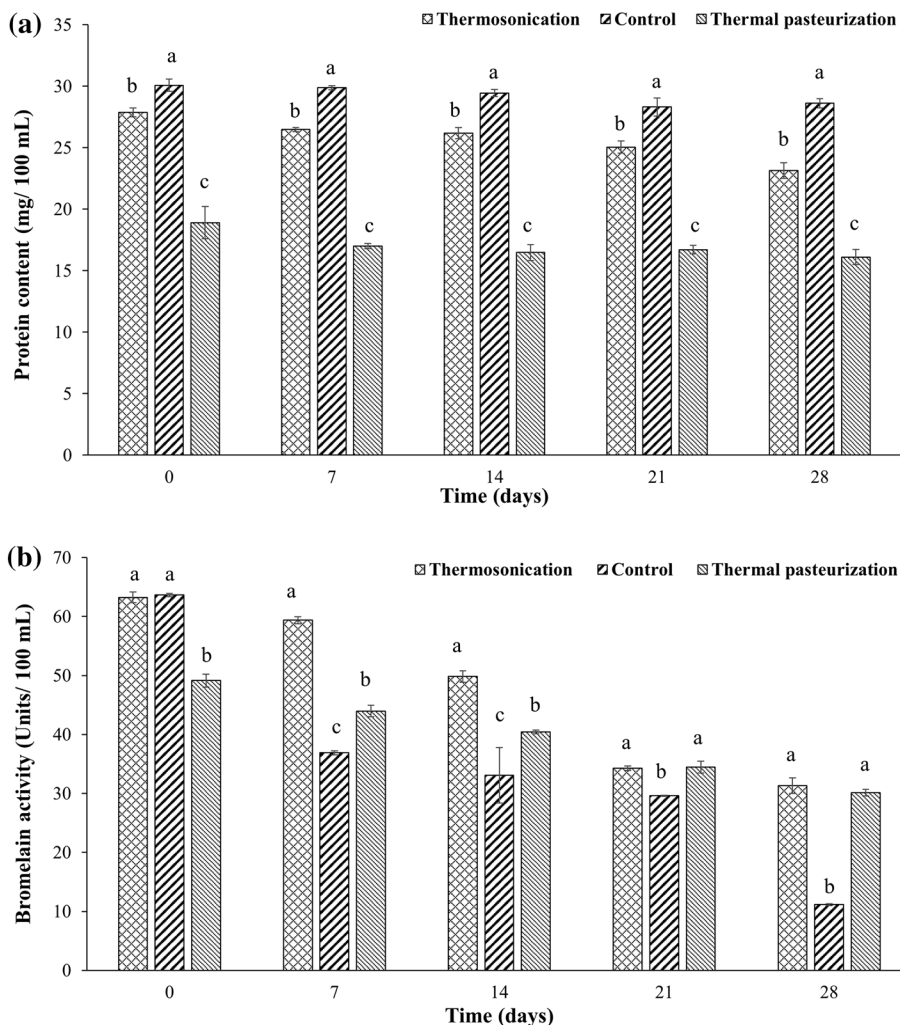 (a)
Thermosonication Control Thermal pasteurization
Protein content (mg/ 100 mL)
35
30
25
20
15
10
5
0
b a c
b a c
b a c
b a c
b a c
0 7 14 21 28
Time (days)
(b)
Thermosonication Control Thermal pasteurization
Bromelain activity (Units/ 100 mL)
70
60
50
40
30
20
10
0
a a b
a c b
a c b
a b a
a b a
0 7 14 21 28
Time (days)